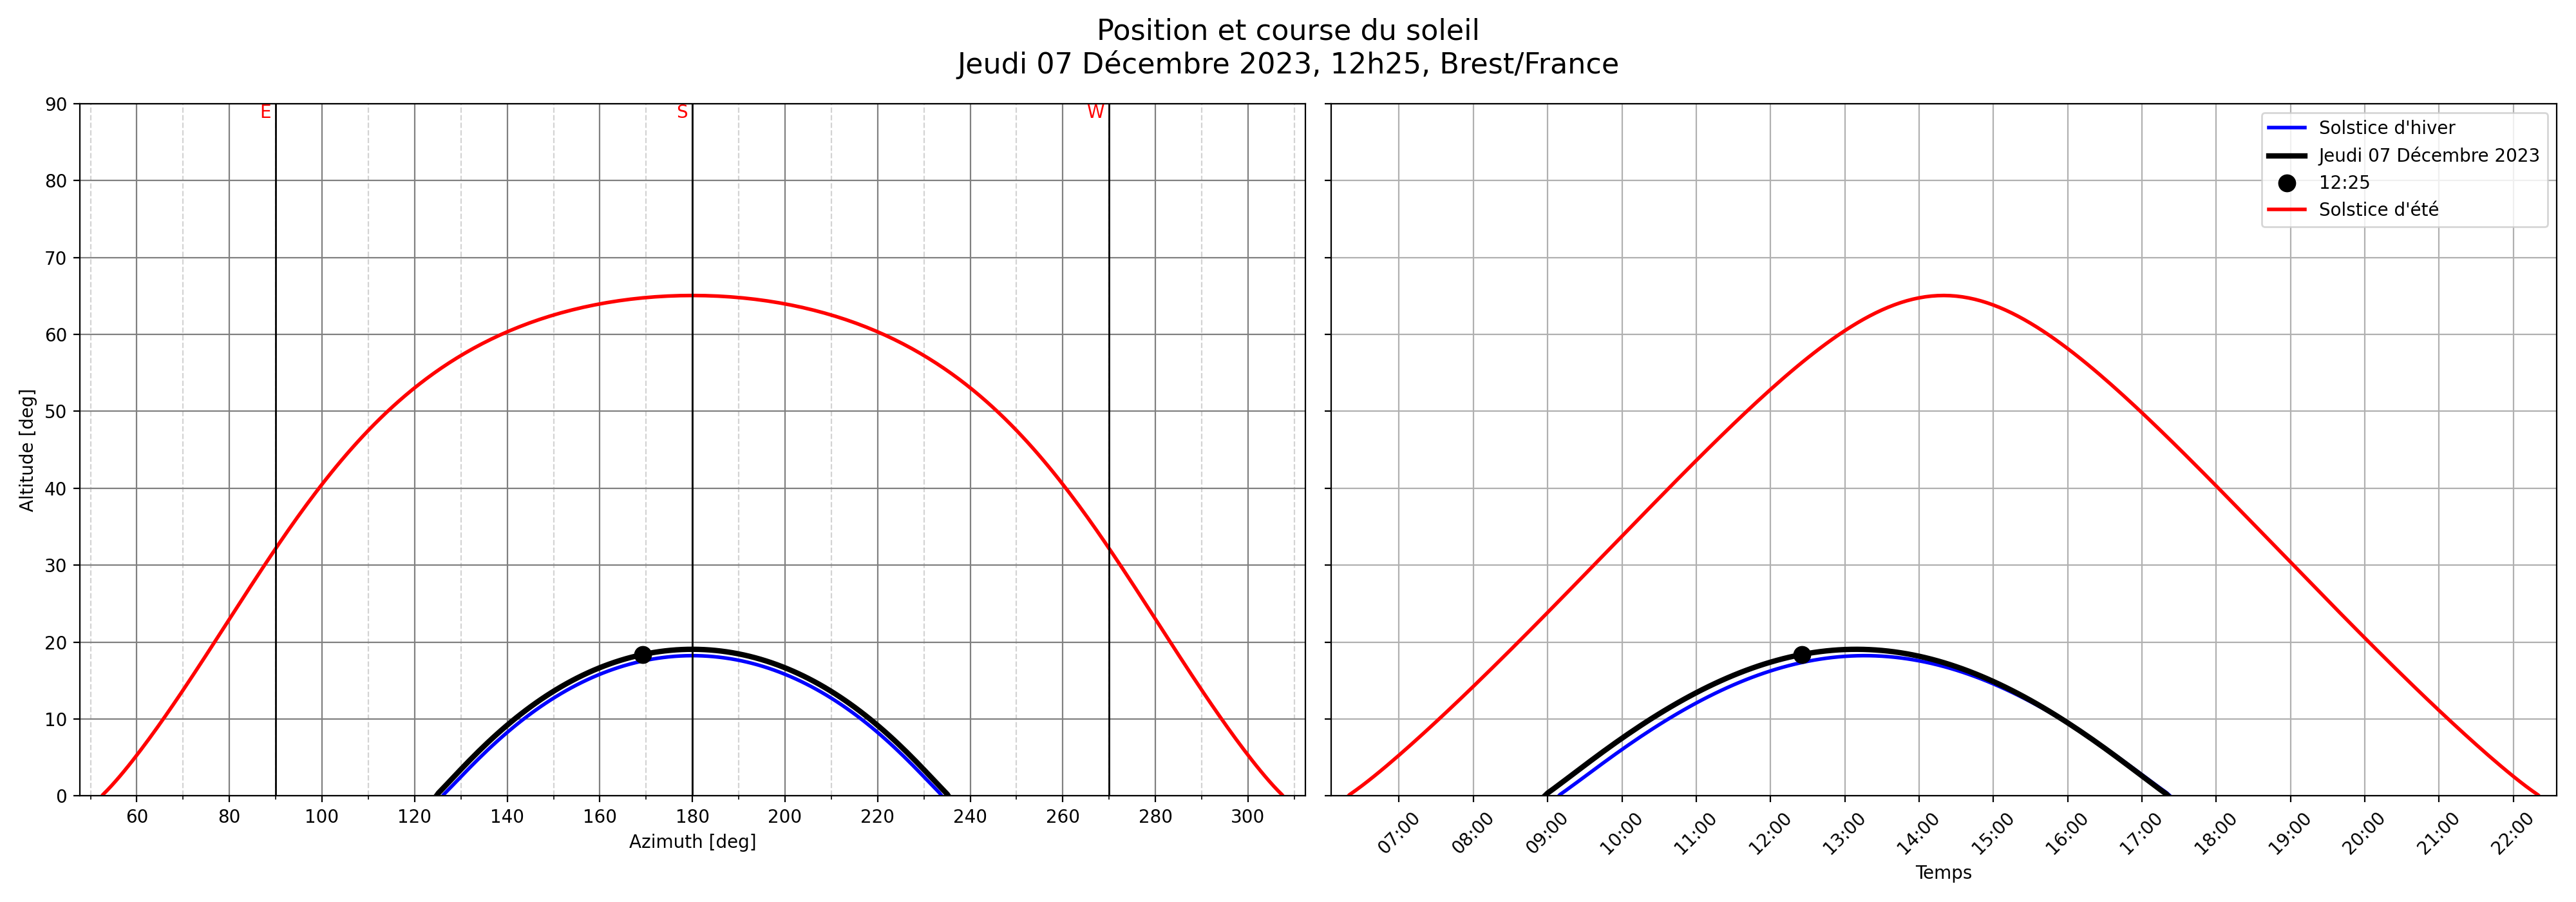 Position et course du soleil
Jeudi 07 Décembre 2023, 12h25, Brest/France
Altitude [deg]
90
80
70
60
50
40
30
20
10
0
E
S
W
60 80 100 120 140 160 180 200 220 240 260 280 300
Azimuth [deg]
Solstice d'hiver
Jeudi 07 Décembre 2023
12:25
Solstice d'été
07:00 08:00 09:00 10:00 11:00 12:00 13:00 14:00 15:00 16:00 17:00 18:00 19:00 20:00 21:00 22:00
Temps